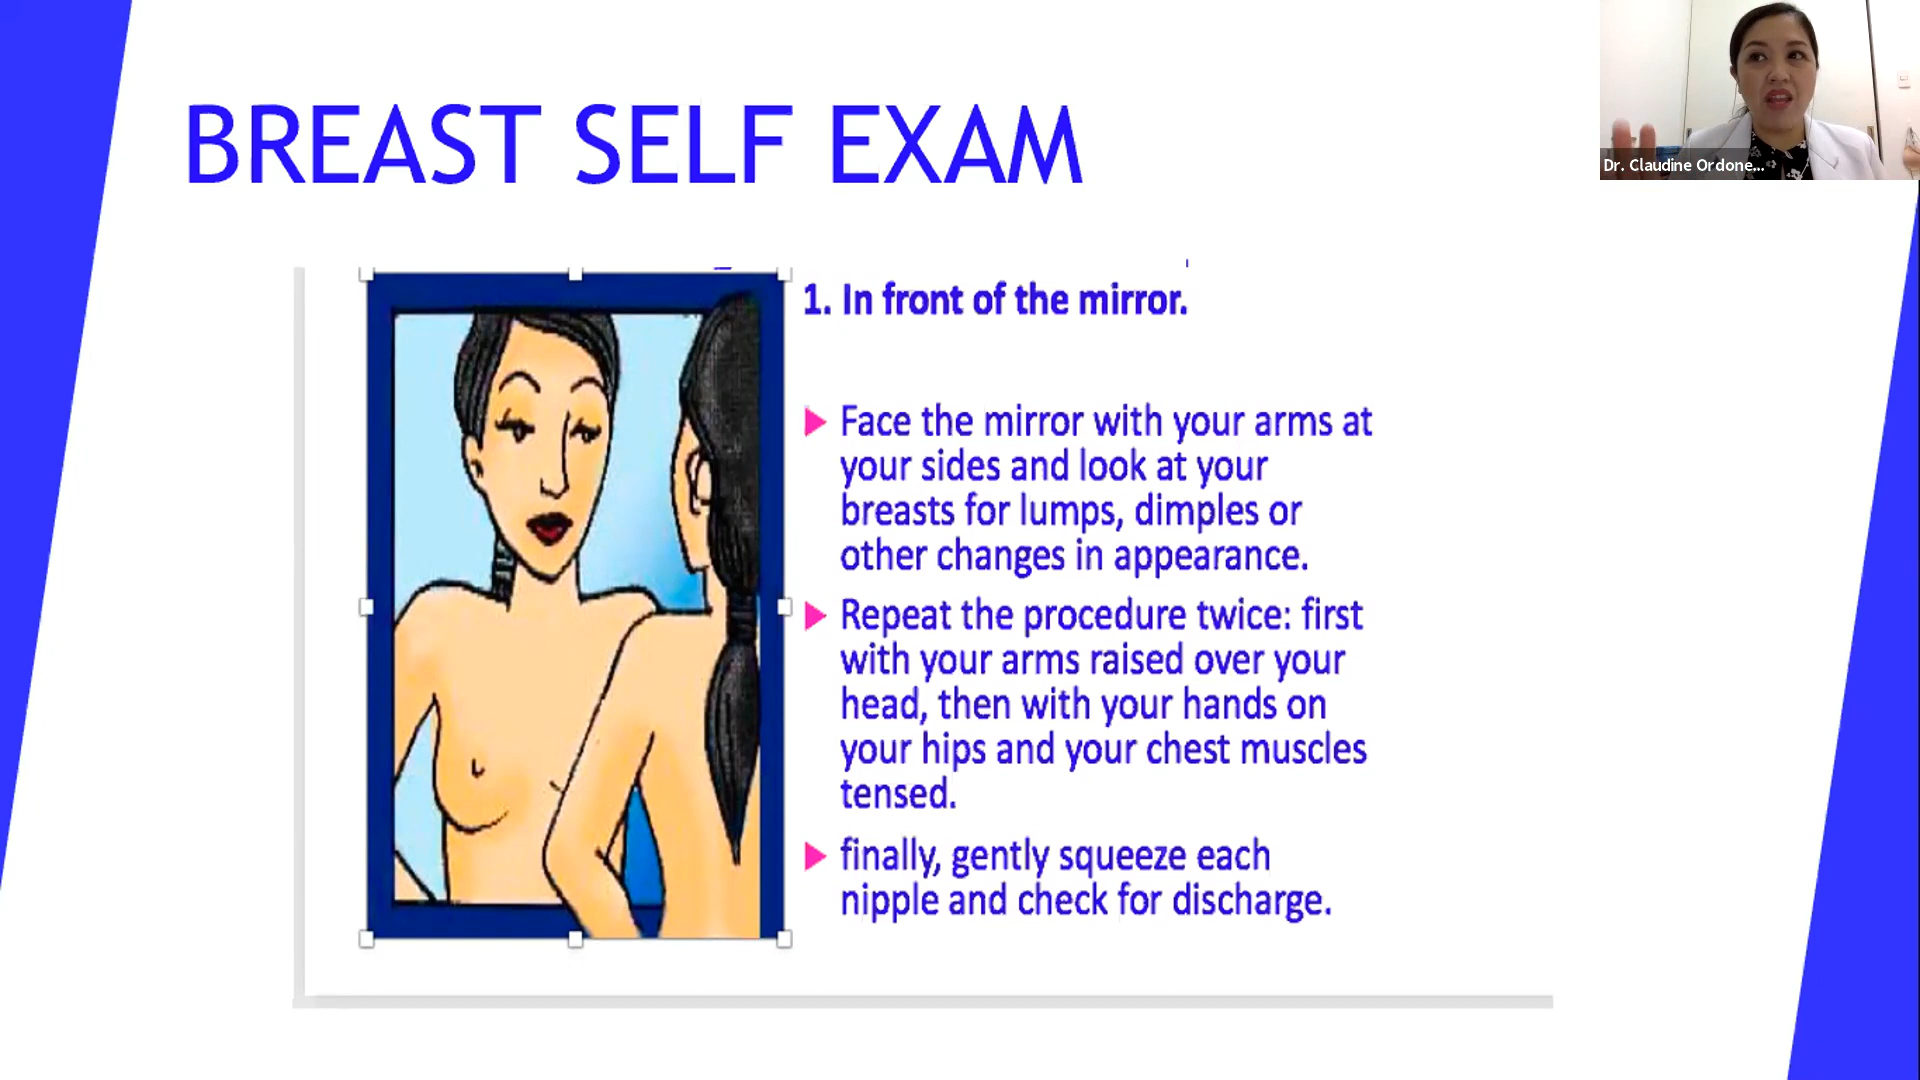 BREAST SELF EXAM
Dr. Claudine Ordone...
1. In front of the mirror.
Face the mirror with your arms at
your sides and look at your
breasts for lumps, dimples or
other changes in appearance.
Repeat the procedure twice: first
with your arms raised over your
head, then with your hands on
your hips and your chest muscles
tensed.
finally, gently squeeze each
nipple and check for discharge.